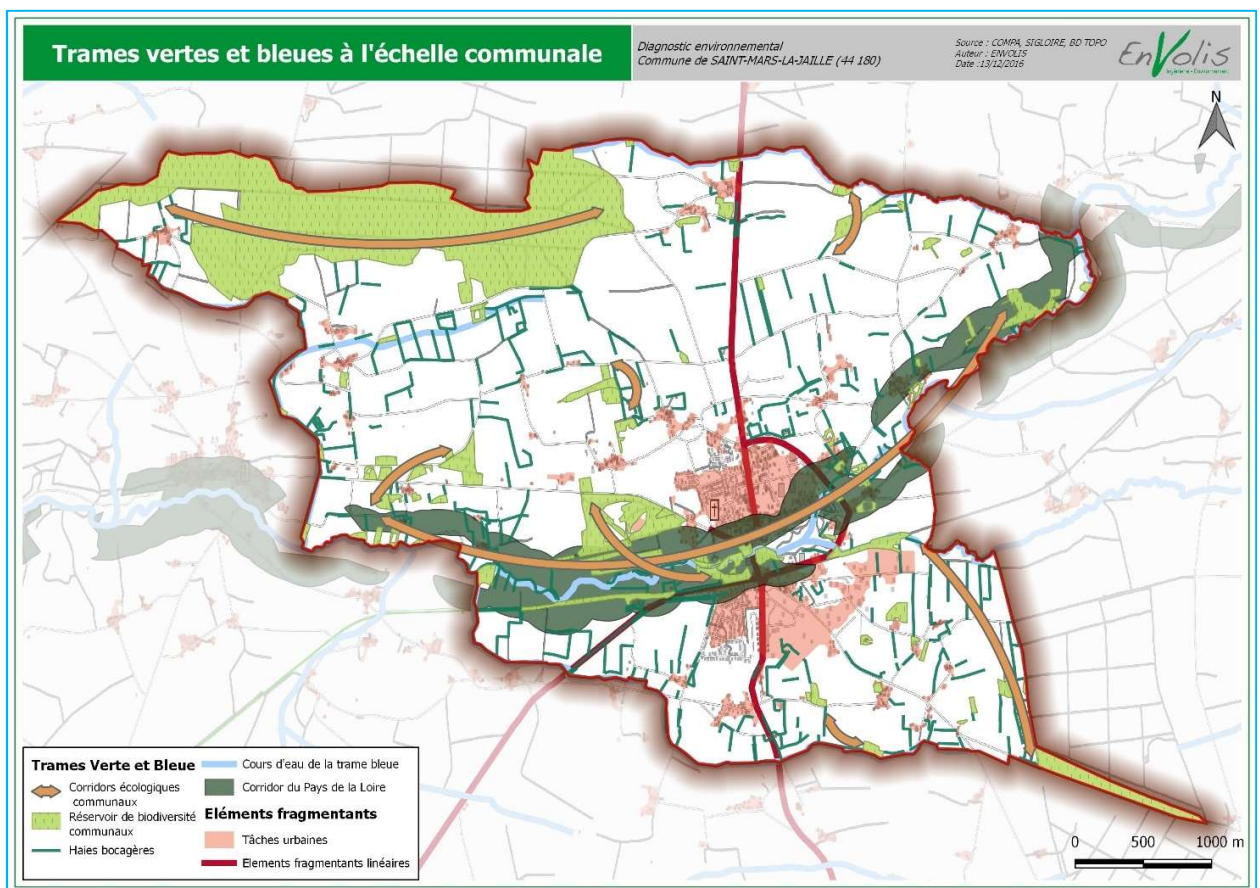 Trames vertes et bleues à l'échelle communale
Diagnostic environnemental
Commune de SAINT-MARS-LA-JAILLE (44 180)
Source : COMPA, SIGLOIRE, BD TOPO
Auteur : ENVOLIS
Date :13/12/2016
EnVolis
Ingénierie - Environnement
N
Trames Verte et Bleue
Corridors écologiques
communaux
Réservoir de biodiversité
communaux
Haies bocagères
Cours d'eau de la trame bleue
Corridor du Pays de la Loire
Eléments fragmentants
Tâches urbaines
Elements fragmentants linéaires
0 500 1000 m